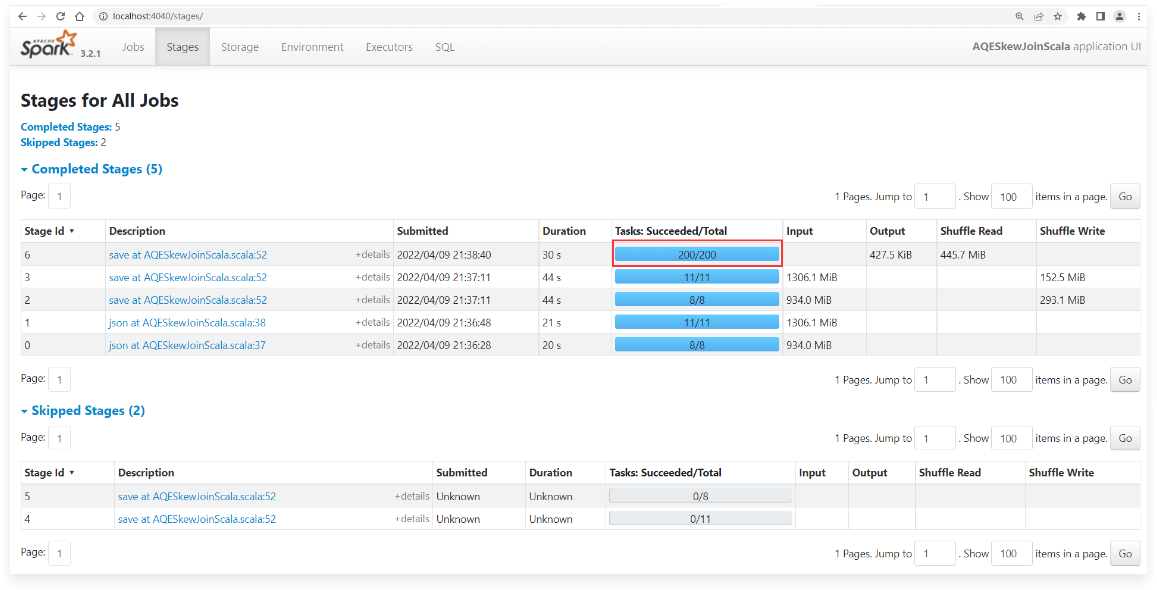 localhost:4040/stages/
APACHE Spark 3.2.1 Jobs Stages Storage Environment Executors SQL AQESkewJoinScala application UI
Stages for All Jobs
Completed Stages: 5
Skipped Stages: 2
Completed Stages (5)
Page: 1 1 Pages. Jump to 1 . Show 100 items in a page. Go
Stage Id ▾ Description Submitted Duration Tasks: Succeeded/Total Input Output Shuffle Read Shuffle Write
6 save at AQESkewJoinScala.scala:52 +details 2022/04/09 21:38:40 30 s 200/200 427.5 KiB 445.7 MiB
3 save at AQESkewJoinScala.scala:52 +details 2022/04/09 21:37:11 44 s 11/11 1306.1 MiB 152.5 MiB
2 save at AQESkewJoinScala.scala:52 +details 2022/04/09 21:37:11 44 s 8/8 934.0 MiB 293.1 MiB
1 json at AQESkewJoinScala.scala:38 +details 2022/04/09 21:36:48 21 s 11/11 1306.1 MiB
0 json at AQESkewJoinScala.scala:37 +details 2022/04/09 21:36:28 20 s 8/8 934.0 MiB
Page: 1 1 Pages. Jump to 1 . Show 100 items in a page. Go
Skipped Stages (2)
Page: 1 1 Pages. Jump to 1 . Show 100 items in a page. Go
Stage Id ▾ Description Submitted Duration Tasks: Succeeded/Total Input Output Shuffle Read Shuffle Write
5 save at AQESkewJoinScala.scala:52 +details Unknown Unknown 0/8
4 save at AQESkewJoinScala.scala:52 +details Unknown Unknown 0/11
Page: 1 1 Pages. Jump to 1 . Show 100 items in a page. Go